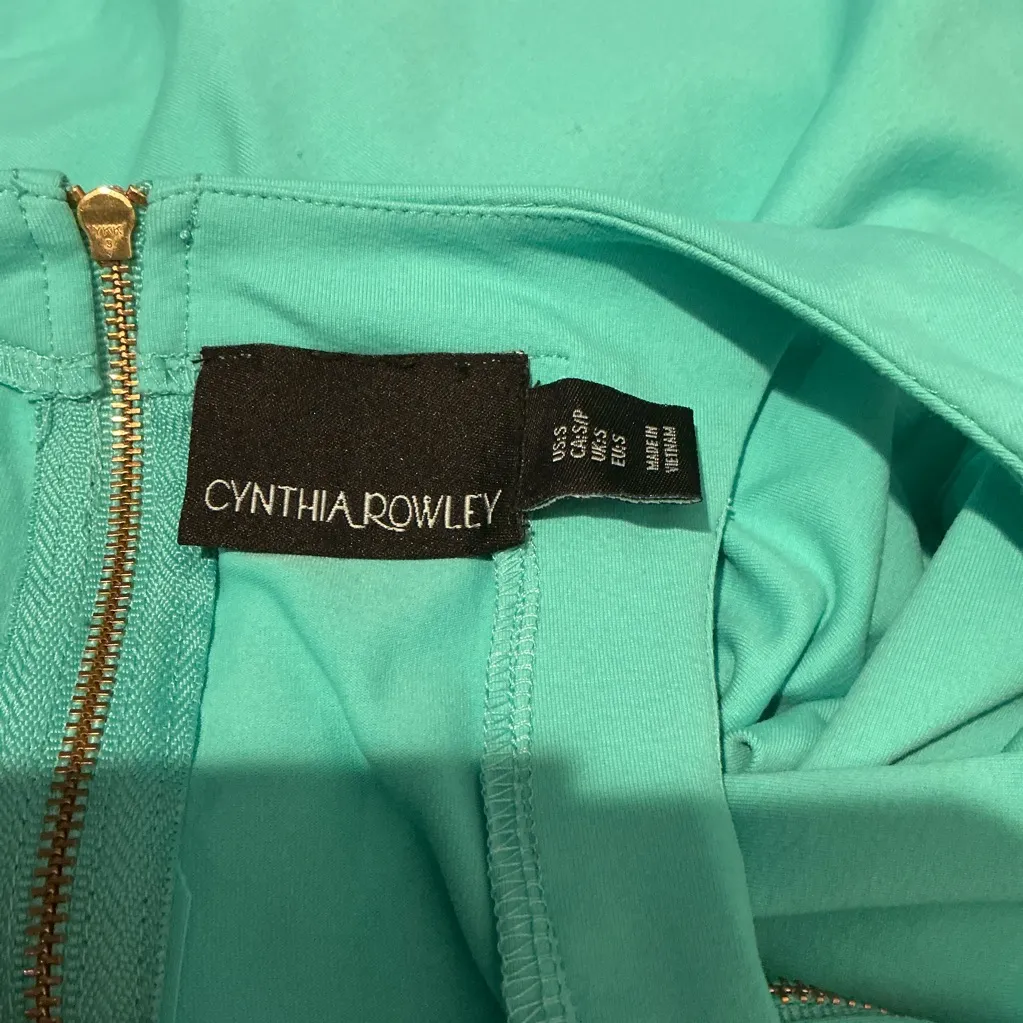 CYNTHIA ROWLEY
US:S
CA:S/P
UK:S
EU:S
MADE IN
VIETNAM